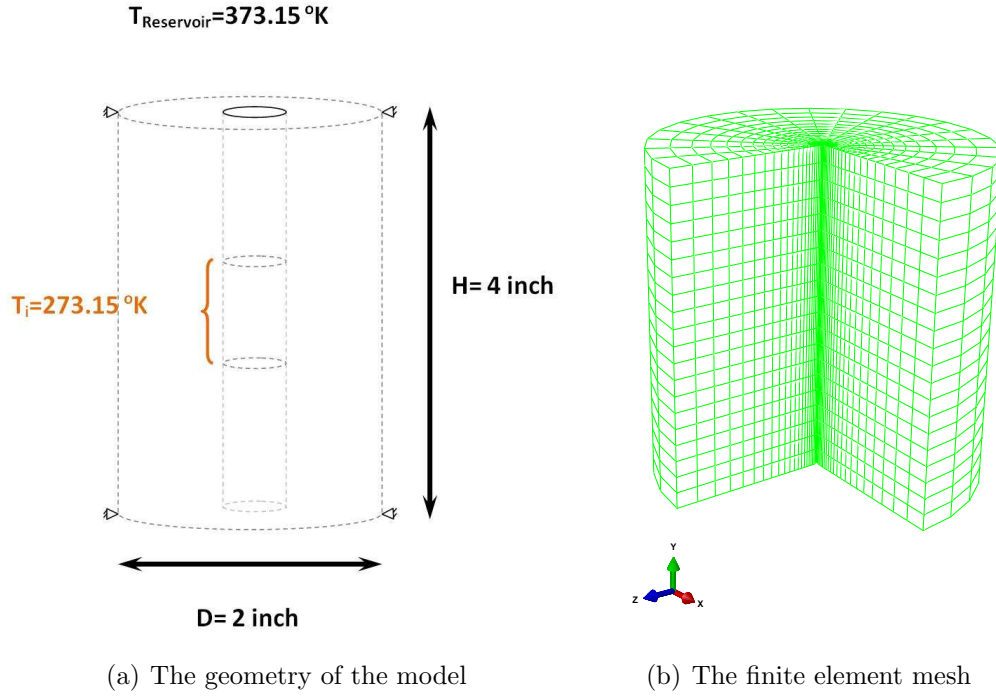 T_Reservoir=373.15 °K
T_i=273.15 °K
H= 4 inch
D= 2 inch
Y
Z
X
(a) The geometry of the model
(b) The finite element mesh